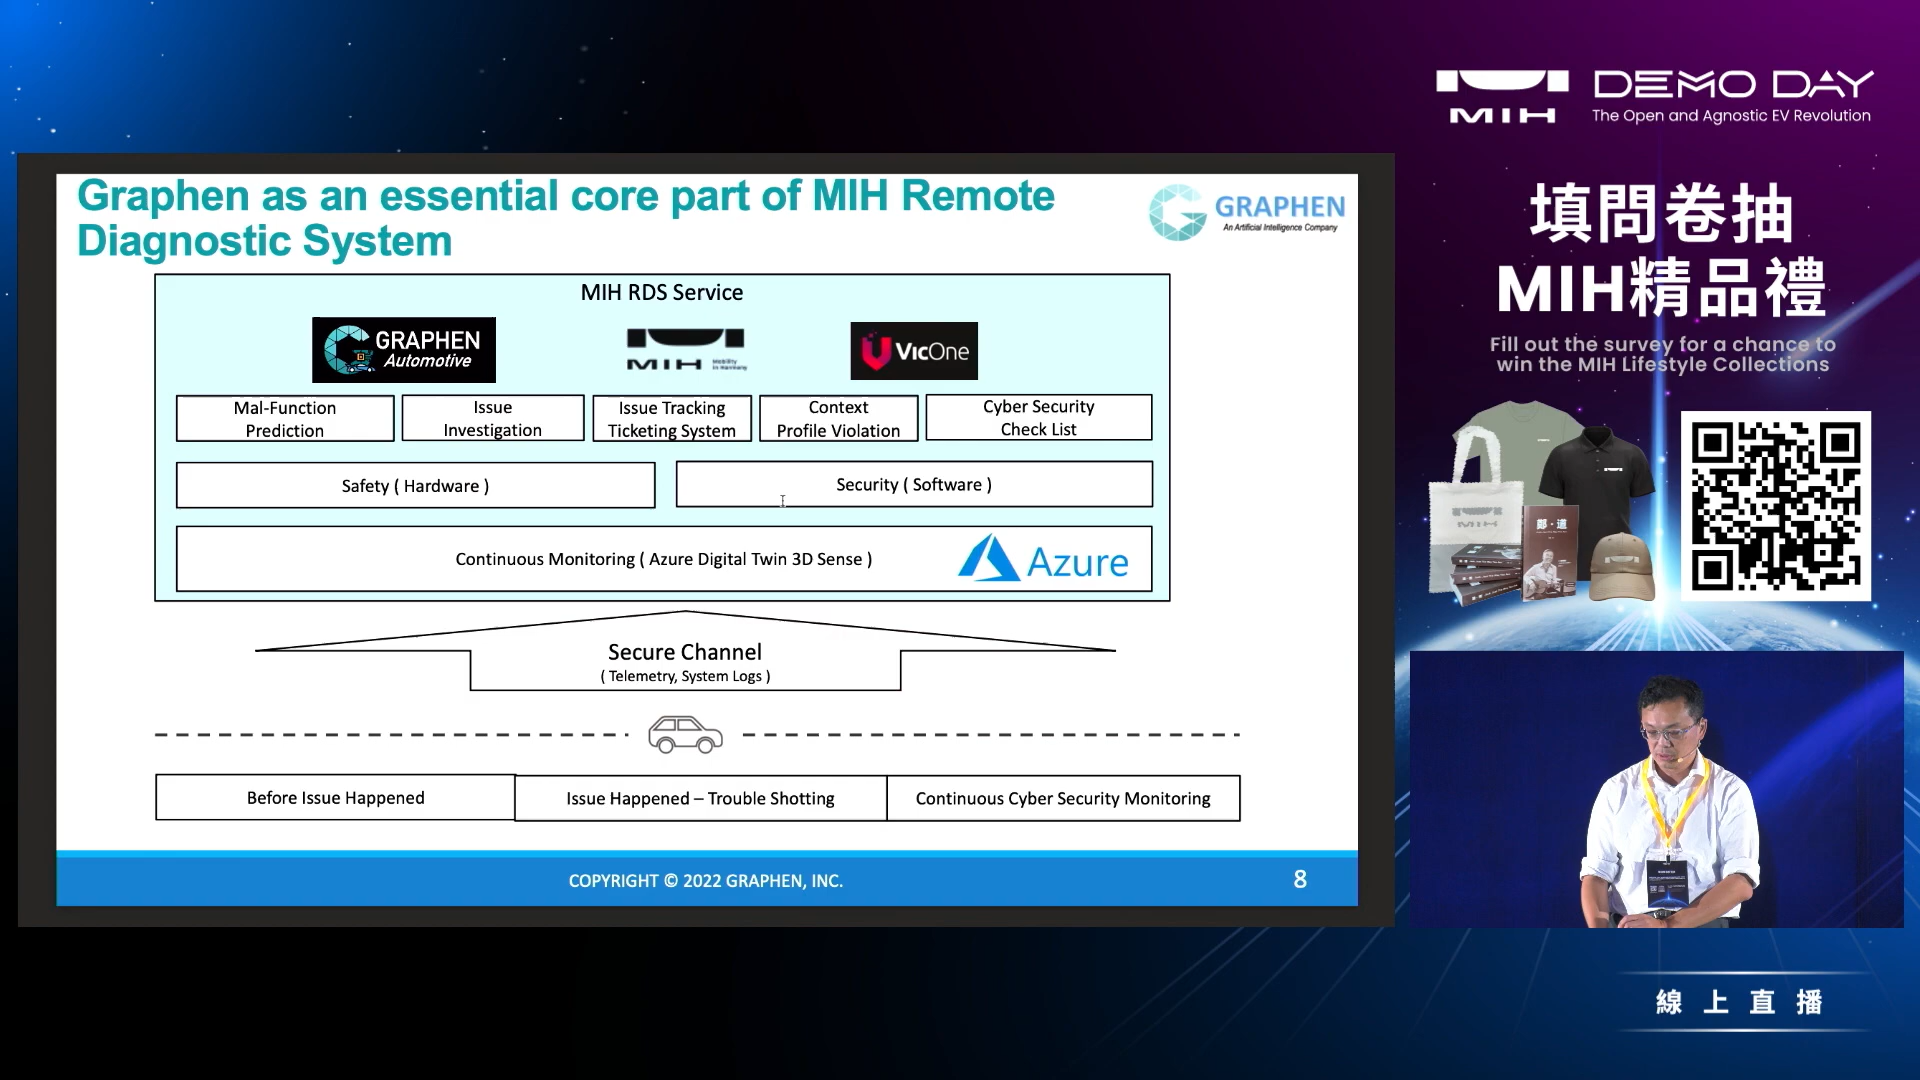 MIH
DEMO DAY
The Open and Agnostic EV Revolution
Graphen as an essential core part of MIH Remote
Diagnostic System
GRAPHEN
An Artificial Intelligence Company
MIH RDS Service
GRAPHEN
Automotive
MIH
Mobility
in Harmony
VicOne
Mal-Function
Prediction
Issue
Investigation
Issue Tracking
Ticketing System
Context
Profile Violation
Cyber Security
Check List
Safety ( Hardware )
Security ( Software )
Continuous Monitoring ( Azure Digital Twin 3D Sense )
Azure
Secure Channel
( Telemetry, System Logs )
Before Issue Happened
Issue Happened – Trouble Shotting
Continuous Cyber Security Monitoring
COPYRIGHT © 2022 GRAPHEN, INC.
8
填問卷抽
MIH精品禮
Fill out the survey for a chance to
win the MIH Lifestyle Collections
鄭·道
線上直播